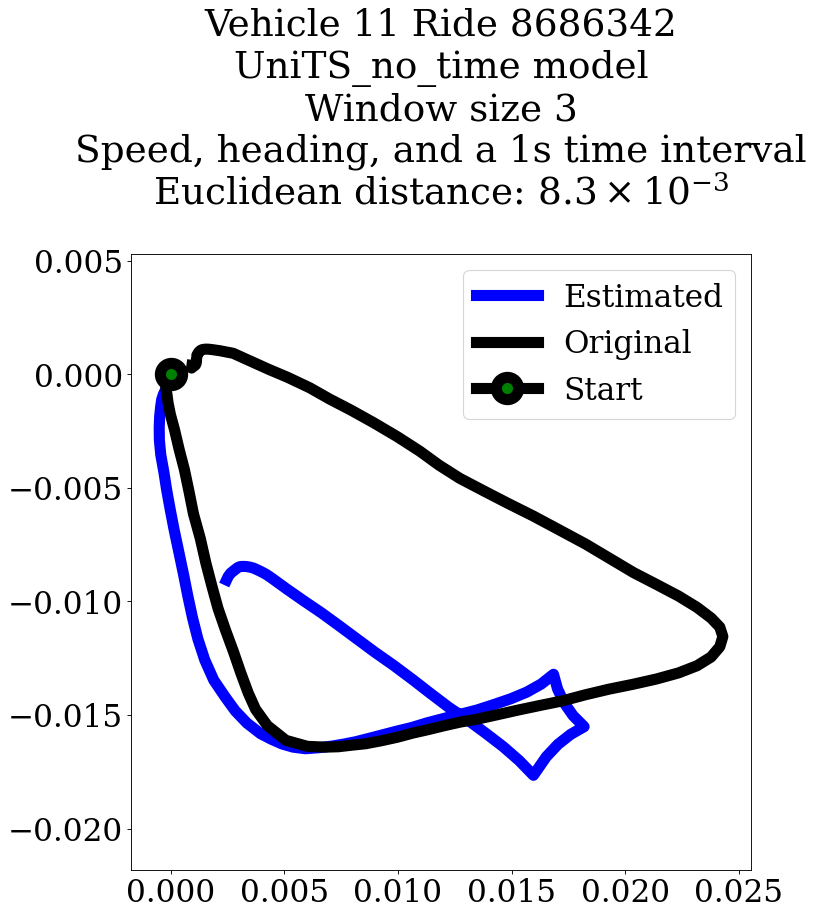 Vehicle 11 Ride 8686342
UniTS_no_time model
Window size 3
Speed, heading, and a 1s time interval
Euclidean distance: 8.3 × 10⁻³
0.005
0.000
−0.005
−0.010
−0.015
−0.020
Estimated
Original
Start
0.000 0.005 0.010 0.015 0.020 0.025